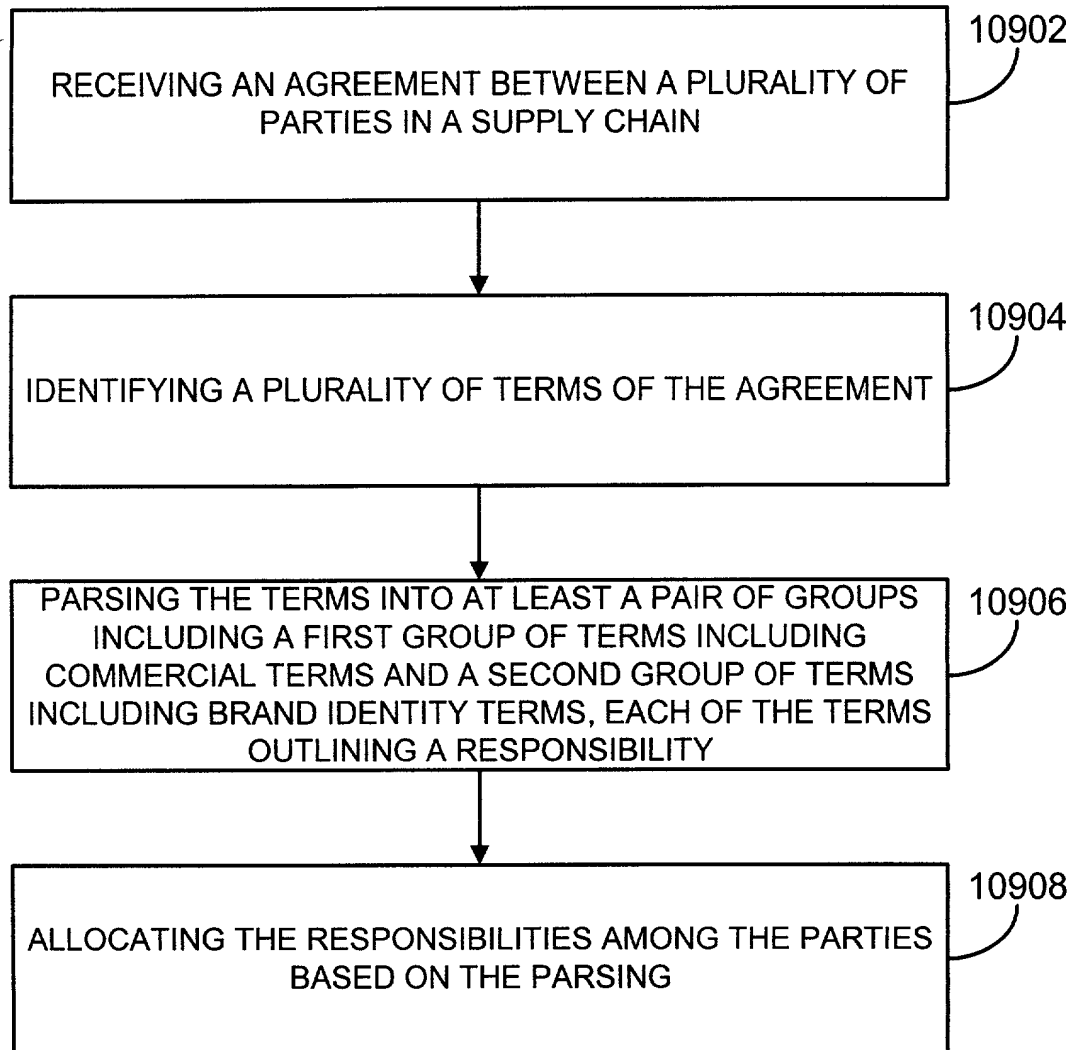 10902
RECEIVING AN AGREEMENT BETWEEN A PLURALITY OF
PARTIES IN A SUPPLY CHAIN
10904
IDENTIFYING A PLURALITY OF TERMS OF THE AGREEMENT
10906
PARSING THE TERMS INTO AT LEAST A PAIR OF GROUPS
INCLUDING A FIRST GROUP OF TERMS INCLUDING
COMMERCIAL TERMS AND A SECOND GROUP OF TERMS
INCLUDING BRAND IDENTITY TERMS, EACH OF THE TERMS
OUTLINING A RESPONSIBILITY
10908
ALLOCATING THE RESPONSIBILITIES AMONG THE PARTIES
BASED ON THE PARSING